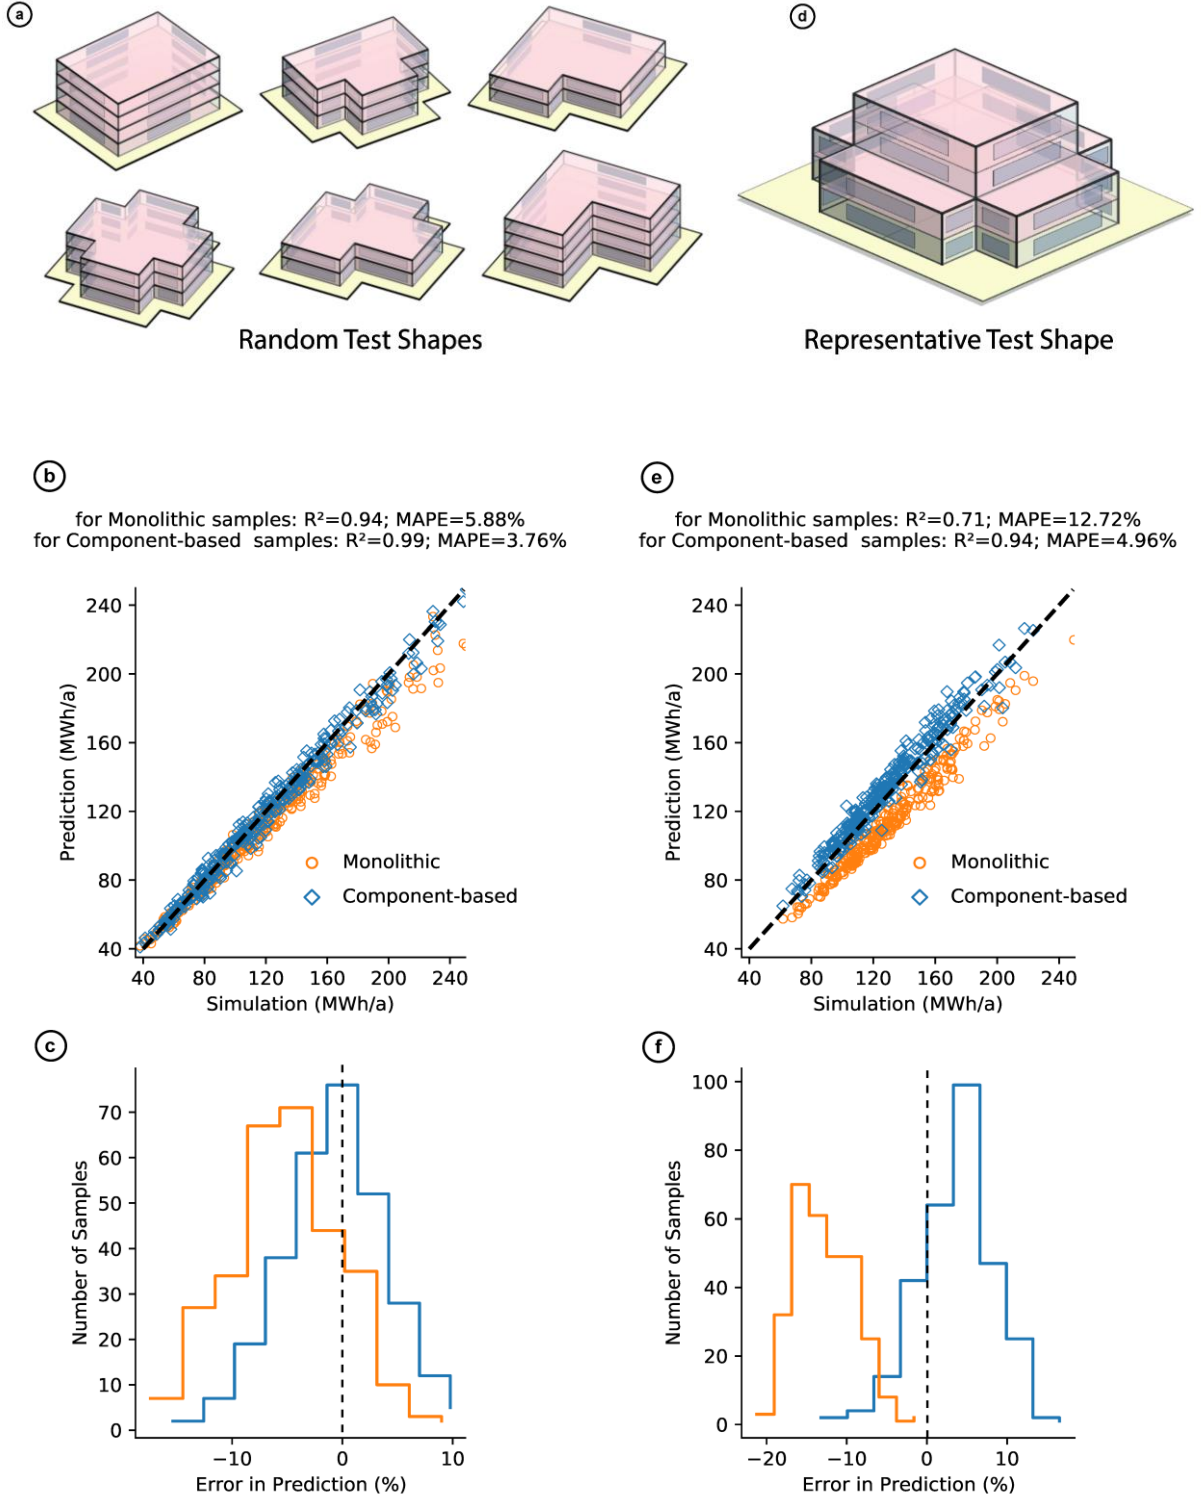 a
d
Random Test Shapes
Representative Test Shape
b
for Monolithic samples: R²=0.94; MAPE=5.88%
for Component-based  samples: R²=0.99; MAPE=3.76%
240
200
160
120
80
40
Prediction (MWh/a)
Monolithic
Component-based
40 80 120 160 200 240
Simulation (MWh/a)
e
for Monolithic samples: R²=0.71; MAPE=12.72%
for Component-based  samples: R²=0.94; MAPE=4.96%
240
200
160
120
80
40
Prediction (MWh/a)
Monolithic
Component-based
40 80 120 160 200 240
Simulation (MWh/a)
c
70
60
50
40
30
20
10
0
Number of Samples
−10 0 10
Error in Prediction (%)
f
100
80
60
40
20
0
Number of Samples
−20 −10 0 10
Error in Prediction (%)